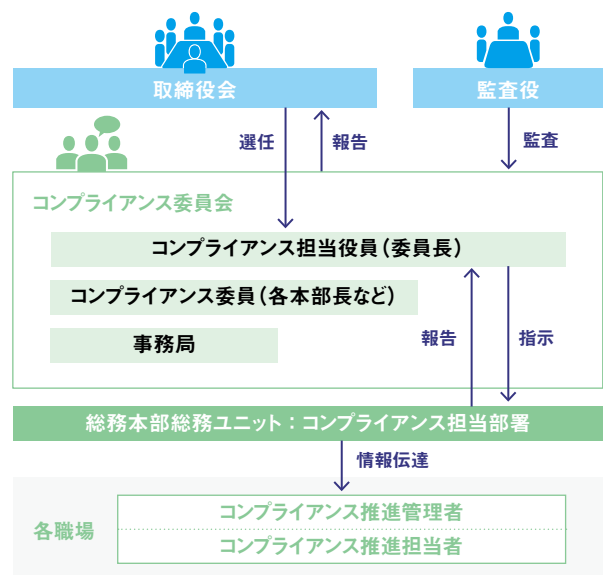 取締役会
監査役
選任
報告
監査
コンプライアンス委員会
コンプライアンス担当役員（委員長）
コンプライアンス委員（各本部長など）
事務局
報告
指示
総務本部総務ユニット：コンプライアンス担当部署
情報伝達
各職場
コンプライアンス推進管理者
コンプライアンス推進担当者